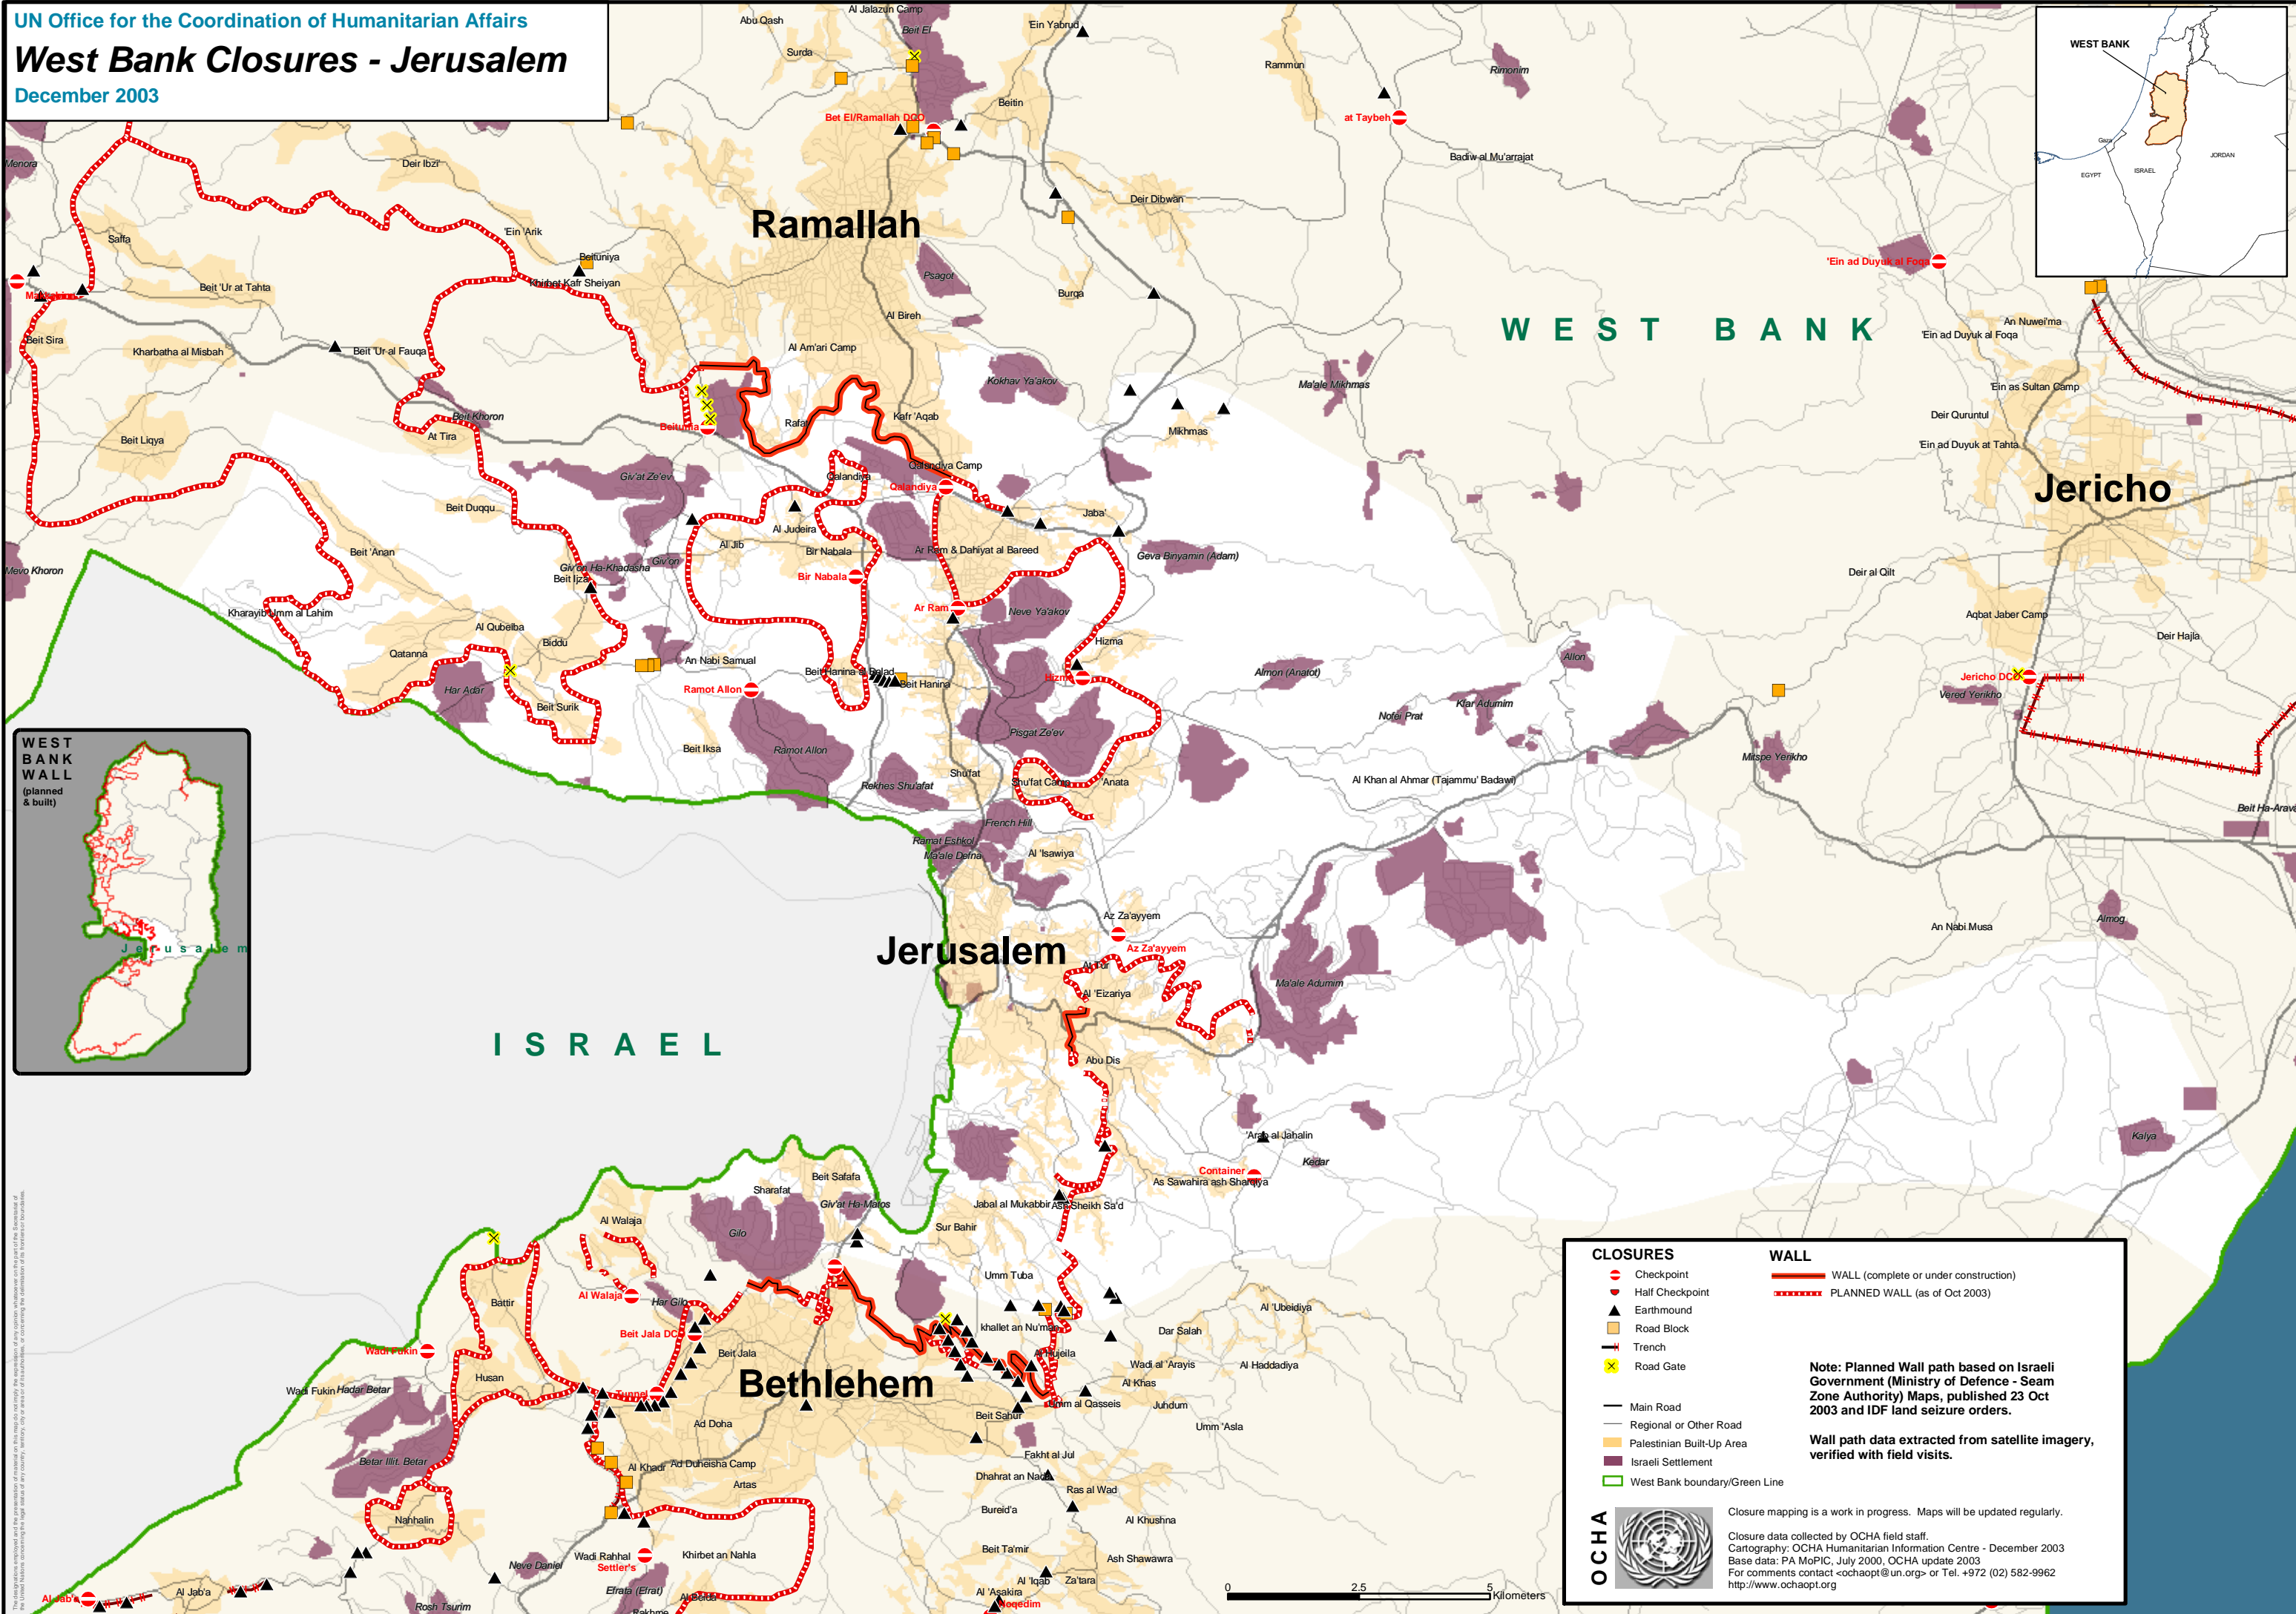 UN Office for the Coordination of Humanitarian Affairs
West Bank Closures - Jerusalem
December 2003
WEST BANK
Gaza
JORDAN
ISRAEL
EGYPT
Abu Qash
Al Jalazun Camp
Beit El
'Ein Yabrud
Surda
Rammun
Rimonim
Beitin
Bet El/Ramallah DCO
at Taybeh
Badiw al Mu'arrajat
Menora
Deir Ibzi'
Deir Dibwan
Ramallah
Saffa
'Ein 'Arik
Beituniya
Khirbat Kafr Sheiyan
Psagot
Burqa
'Ein ad Duyuk al Foqa
Beit 'Ur at Tahta
Al Bireh
WEST BANK
An Nuwei'ma
'Ein ad Duyuk al Foqa
Beit Sira
Kharbatha al Misbah
Beit 'Ur al Fauqa
Al Am'ari Camp
Kokhav Ya'akov
Ma'ale Mikhmas
'Ein as Sultan Camp
Beit Khoron
Rafat
Kafr 'Aqab
Deir Quruntul
Beitunia
Mikhmas
At Tira
Beit Liqya
'Ein ad Duyuk at Tahta
Qalandiya Camp
Giv'at Ze'ev
Qalandiya
Qalandiya
Jericho
Beit Duqqu
Jaba'
Al Judeira
Al Jib
Bir Nabala
Ar Ram & Dahiyat al Bareed
Geva Binyamin (Adam)
Beit 'Anan
Giv'on
Giv'on Ha-Khadasha
Beit Ijza
Mevo Khoron
Bir Nabala
Deir al Qilt
Ar Ram
Neve Ya'akov
Kharayib Umm al Lahim
Aqbat Jaber Camp
Al Qubeiba
Biddu
Hizma
Deir Hajla
Qatanna
An Nabi Samual
Beit Hanina al Balad
Beit Hanina
Hizma
Almon (Anatot)
Allon
Jericho DCO
Vered Yerikho
Har Adar
Ramot Allon
Beit Surik
Nofei Prat
Kfar Adumim
Pisgat Ze'ev
Beit Iksa
Ramot Allon
Mitspe Yerikho
Shu'fat
Shu'fat Camp
'Anata
Al Khan al Ahmar (Tajammu' Badawi)
Rekhes Shu'afat
Beit Ha-Arava
French Hill
Ramat Eshkol
Ma'ale Defna
Al 'Isawiya
WEST
BANK
WALL
(planned
& built)
Jerusalem
Az Za'ayyem
Almog
An Nabi Musa
Jerusalem
Az Za'ayyem
At Tur
Al 'Eizariya
Ma'ale Adumim
ISRAEL
Abu Dis
'Arab al Jahalin
Kalya
Kedar
Container
As Sawahira ash Sharqiya
Beit Safafa
Sharafat
Giv'at Ha-Matos
Jabal al Mukabbir
Ash Sheikh Sa'd
Al Walaja
Gilo
Sur Bahir
Umm Tuba
Al Walaja
Har Gilo
Battir
Al 'Ubeidiya
khallet an Nu'man
Dar Salah
Beit Jala DCO
Beit Jala
Wadi Fukin
Wadi al 'Arayis
Al Haddadiya
Husan
Bethlehem
Al Khas
Wadi Fukin
Hadar Betar
Tunnel
Umm al Qasseis
Juhdum
Beit Sahur
Ad Doha
Umm 'Asla
Fakht al Jul
Betar Illit. Betar
Al Khadr
Ad Duheisha Camp
Artas
Ras al Wad
Bureid'a
Nahhalin
Al Khushna
Beit Ta'mir
Wadi Rahhal
Settler's
Khirbet an Nahla
Ash Shawawra
Neve Daniel
Al 'Iqab
Za'tara
Al 'Asakira
Efrata (Efrat)
Al Jab'a
Al Jab'a
Rosh Tsurim
0 2.5 5
Kilometers
CLOSURES
Checkpoint
Half Checkpoint
Earthmound
Road Block
Trench
Road Gate
Main Road
Regional or Other Road
Palestinian Built-Up Area
Israeli Settlement
West Bank boundary/Green Line
WALL
WALL (complete or under construction)
PLANNED WALL (as of Oct 2003)
Note: Planned Wall path based on Israeli
Government (Ministry of Defence - Seam
Zone Authority) Maps, published 23 Oct
2003 and IDF land seizure orders.
Wall path data extracted from satellite imagery,
verified with field visits.
OCHA
Closure mapping is a work in progress. Maps will be updated regularly.
Closure data collected by OCHA field staff.
Cartography: OCHA Humanitarian Information Centre - December 2003
Base data: PA MoPIC, July 2000, OCHA update 2003
For comments contact <ochaopt@un.org> or Tel. +972 (02) 582-9962
http://www.ochaopt.org